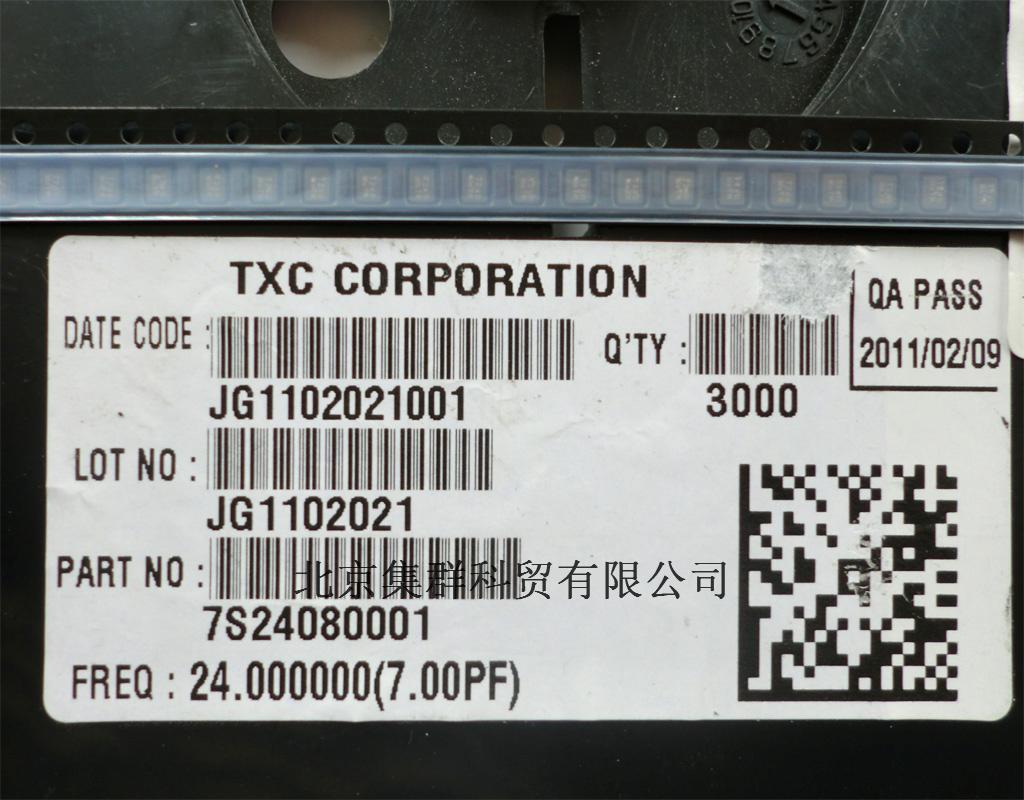 TXC CORPORATION
QA PASS
2011/02/09
DATE CODE :
JG1102021001
Q'TY :
3000
LOT NO :
JG1102021
PART NO :
北京集群科贸有限公司
7S24080001
FREQ : 24.000000(7.00PF)